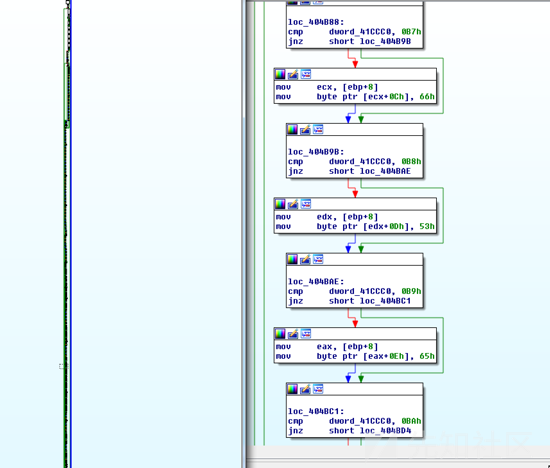 loc_404B88:
cmp     dword_41CCC0, 0B7h
jnz     short loc_404B9B
mov     ecx, [ebp+8]
mov     byte ptr [ecx+0Ch], 66h
loc_404B9B:
cmp     dword_41CCC0, 0B8h
jnz     short loc_404BAE
mov     edx, [ebp+8]
mov     byte ptr [edx+0Dh], 53h
loc_404BAE:
cmp     dword_41CCC0, 0B9h
jnz     short loc_404BC1
mov     eax, [ebp+8]
mov     byte ptr [eax+0Eh], 65h
loc_404BC1:
cmp     dword_41CCC0, 0BAh
jnz     short loc_404BD4